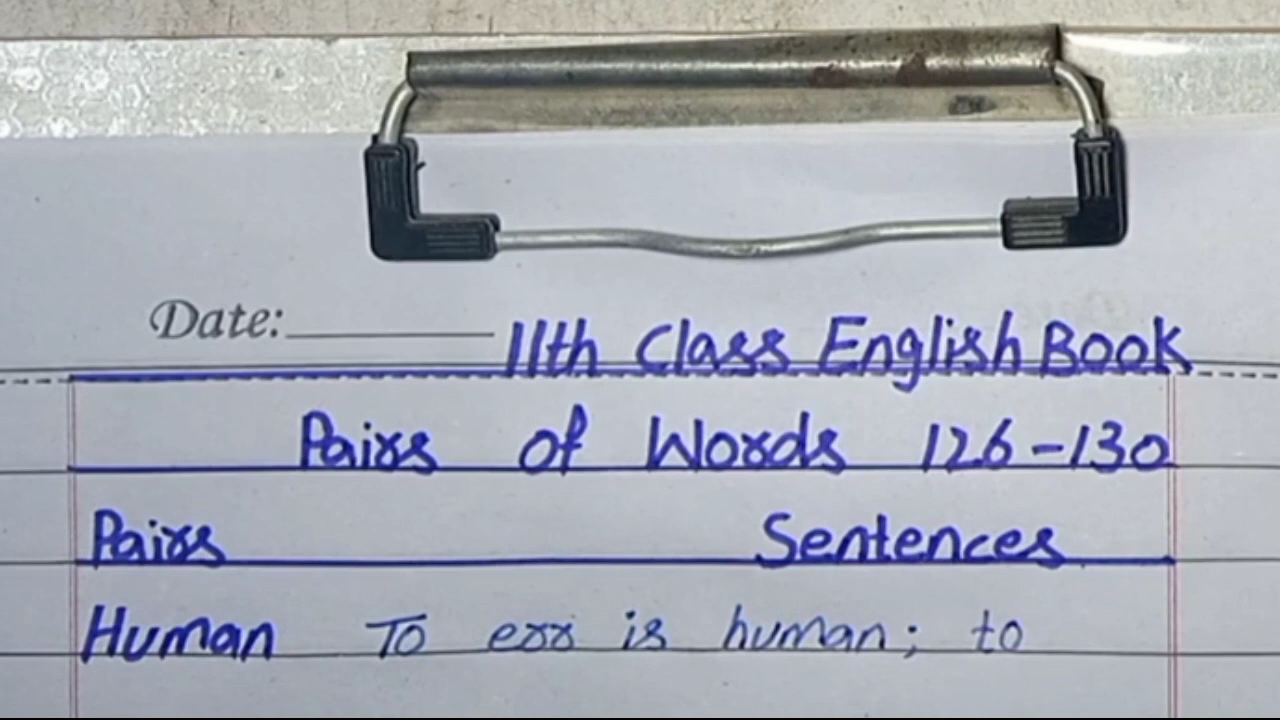 Date: 11th Class English Book
Pairs of Words 126-130
Pairs Sentences
Human To err is human; to